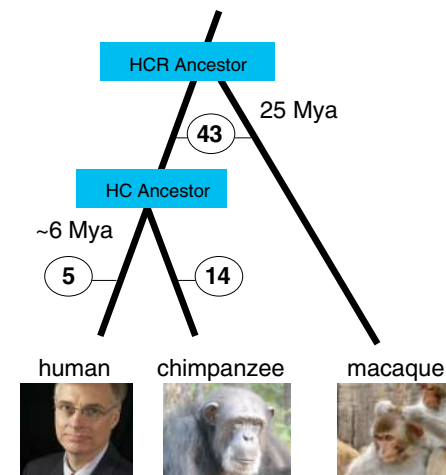 HCR Ancestor
25 Mya
43
HC Ancestor
~6 Mya
5
14
human
chimpanzee
macaque